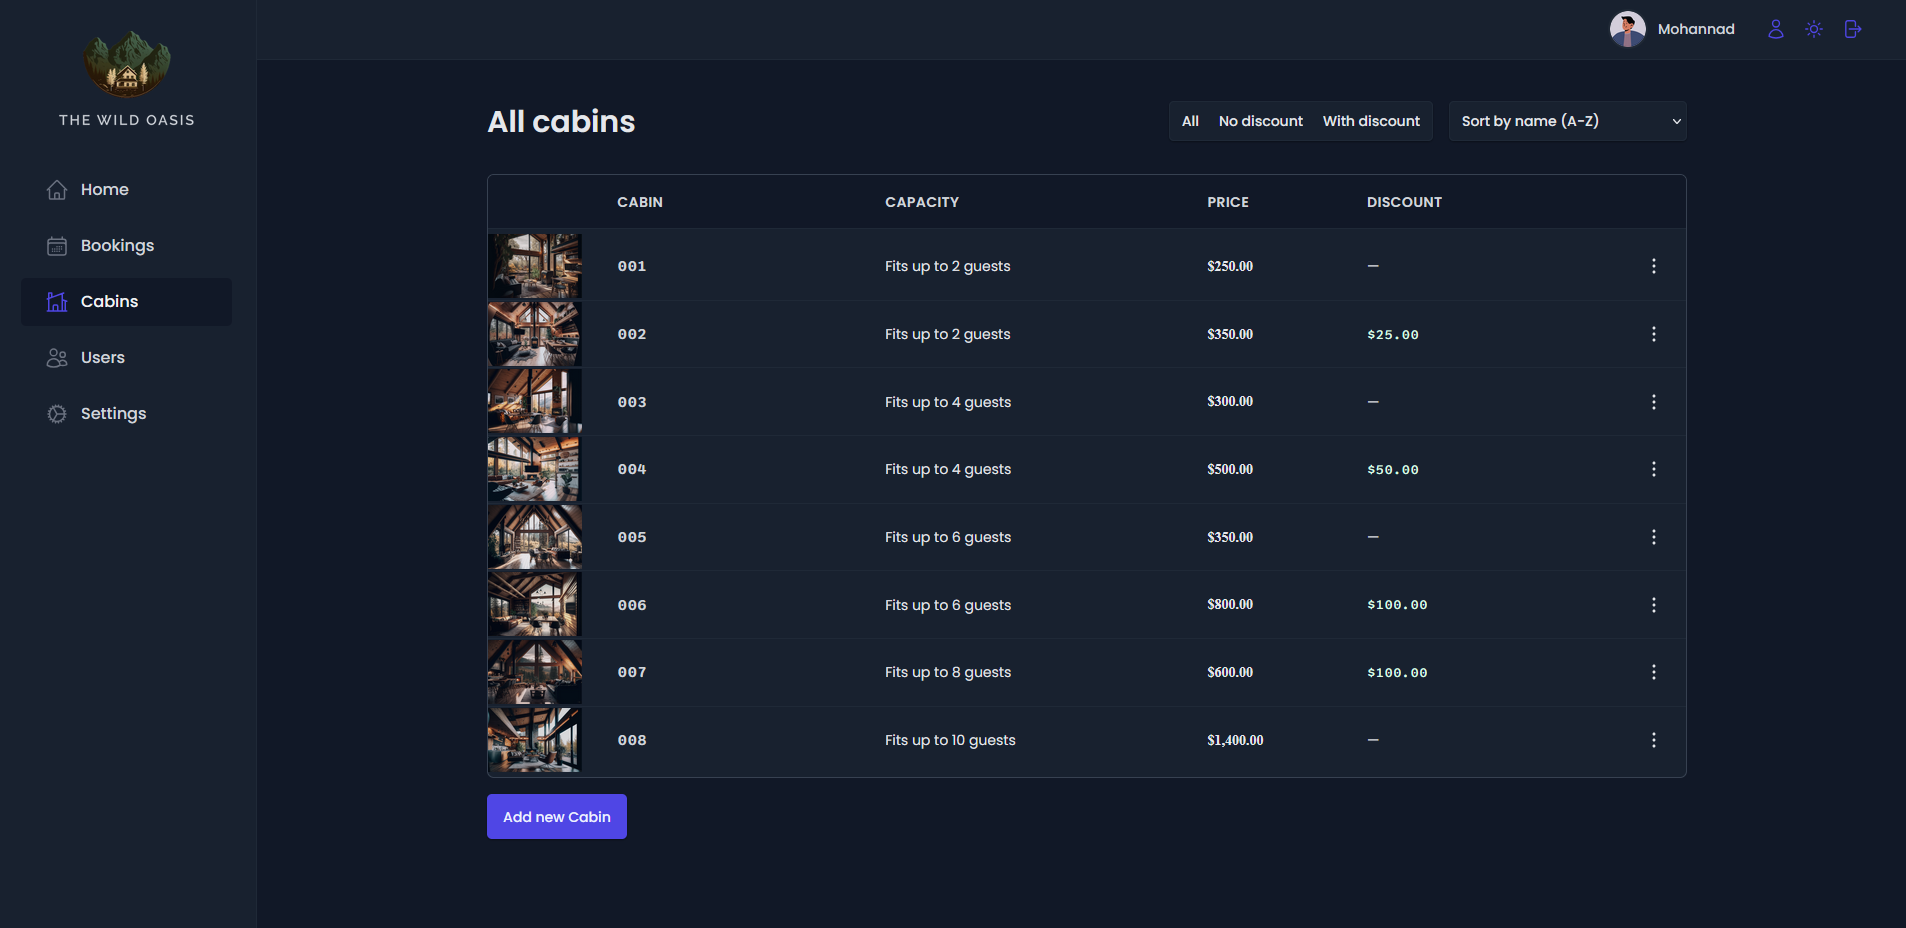 THE WILD OASIS
Home
Bookings
Cabins
Users
Settings
Mohannad
All cabins
All No discount With discount Sort by name (A-Z)
CABIN CAPACITY PRICE DISCOUNT
001 Fits up to 2 guests $250.00 —
002 Fits up to 2 guests $350.00 $25.00
003 Fits up to 4 guests $300.00 —
004 Fits up to 4 guests $500.00 $50.00
005 Fits up to 6 guests $350.00 —
006 Fits up to 6 guests $800.00 $100.00
007 Fits up to 8 guests $600.00 $100.00
008 Fits up to 10 guests $1,400.00 —
Add new Cabin